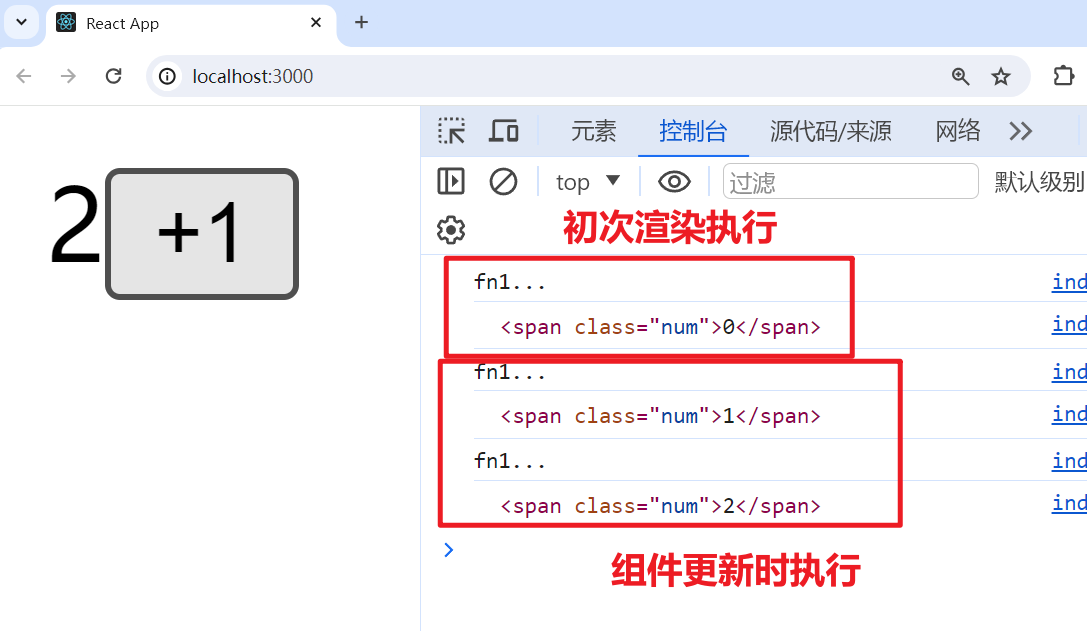 React App
localhost:3000
元素
控制台
源代码/来源
网络
top
过滤
默认级别
初次渲染执行
2
+1
fn1...
ind
<span class="num">0</span>
ind
fn1...
ind
<span class="num">1</span>
ind
fn1...
ind
<span class="num">2</span>
ind
组件更新时执行